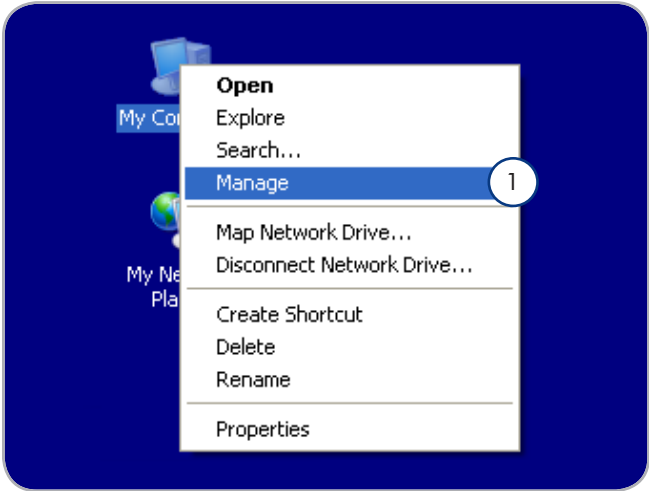 Open
My Co
Explore
Search...
Manage
1
Map Network Drive...
Disconnect Network Drive...
My Ne
Pla
Create Shortcut
Delete
Rename
Properties